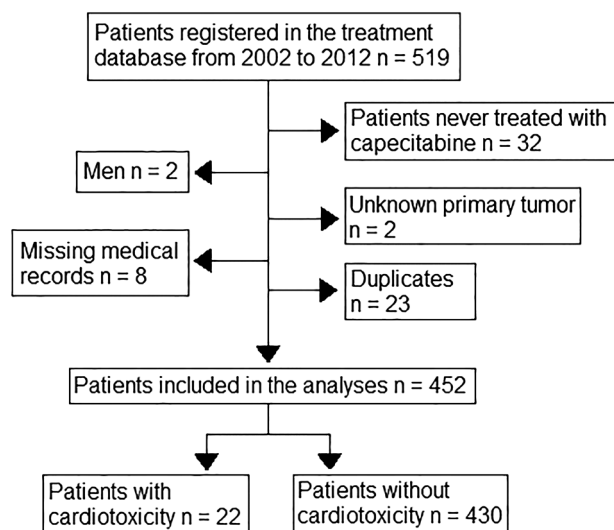 Patients registered in the treatment
database from 2002 to 2012 n = 519
Patients never treated with
capecitabine n = 32
Men n = 2
Unknown primary tumor
n = 2
Missing medical
records n = 8
Duplicates
n = 23
Patients included in the analyses n = 452
Patients with
cardiotoxicity n = 22
Patients without
cardiotoxicity n = 430